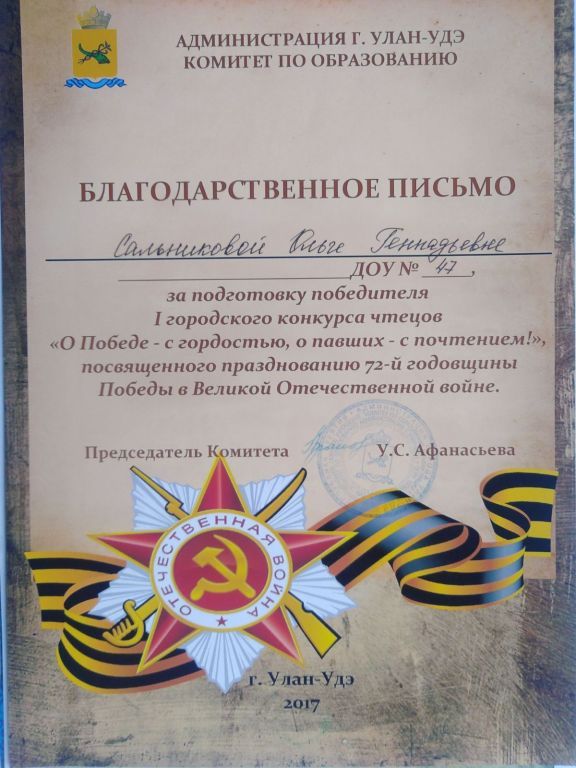 АДМИНИСТРАЦИЯ Г. УЛАН-УДЭ
КОМИТЕТ ПО ОБРАЗОВАНИЮ
БЛАГОДАРСТВЕННОЕ ПИСЬМО
Сальниковой Ольге Геннадьевне
ДОУ № 47,
за подготовку победителя
I городского конкурса чтецов
«О Победе - с гордостью, о павших - с почтением!»,
посвященного празднованию 72-й годовщины
Победы в Великой Отечественной войне.
Председатель Комитета У.С. Афанасьева
ОТЕЧЕСТВЕННАЯ ВОЙНА
г. Улан-Удэ
2017